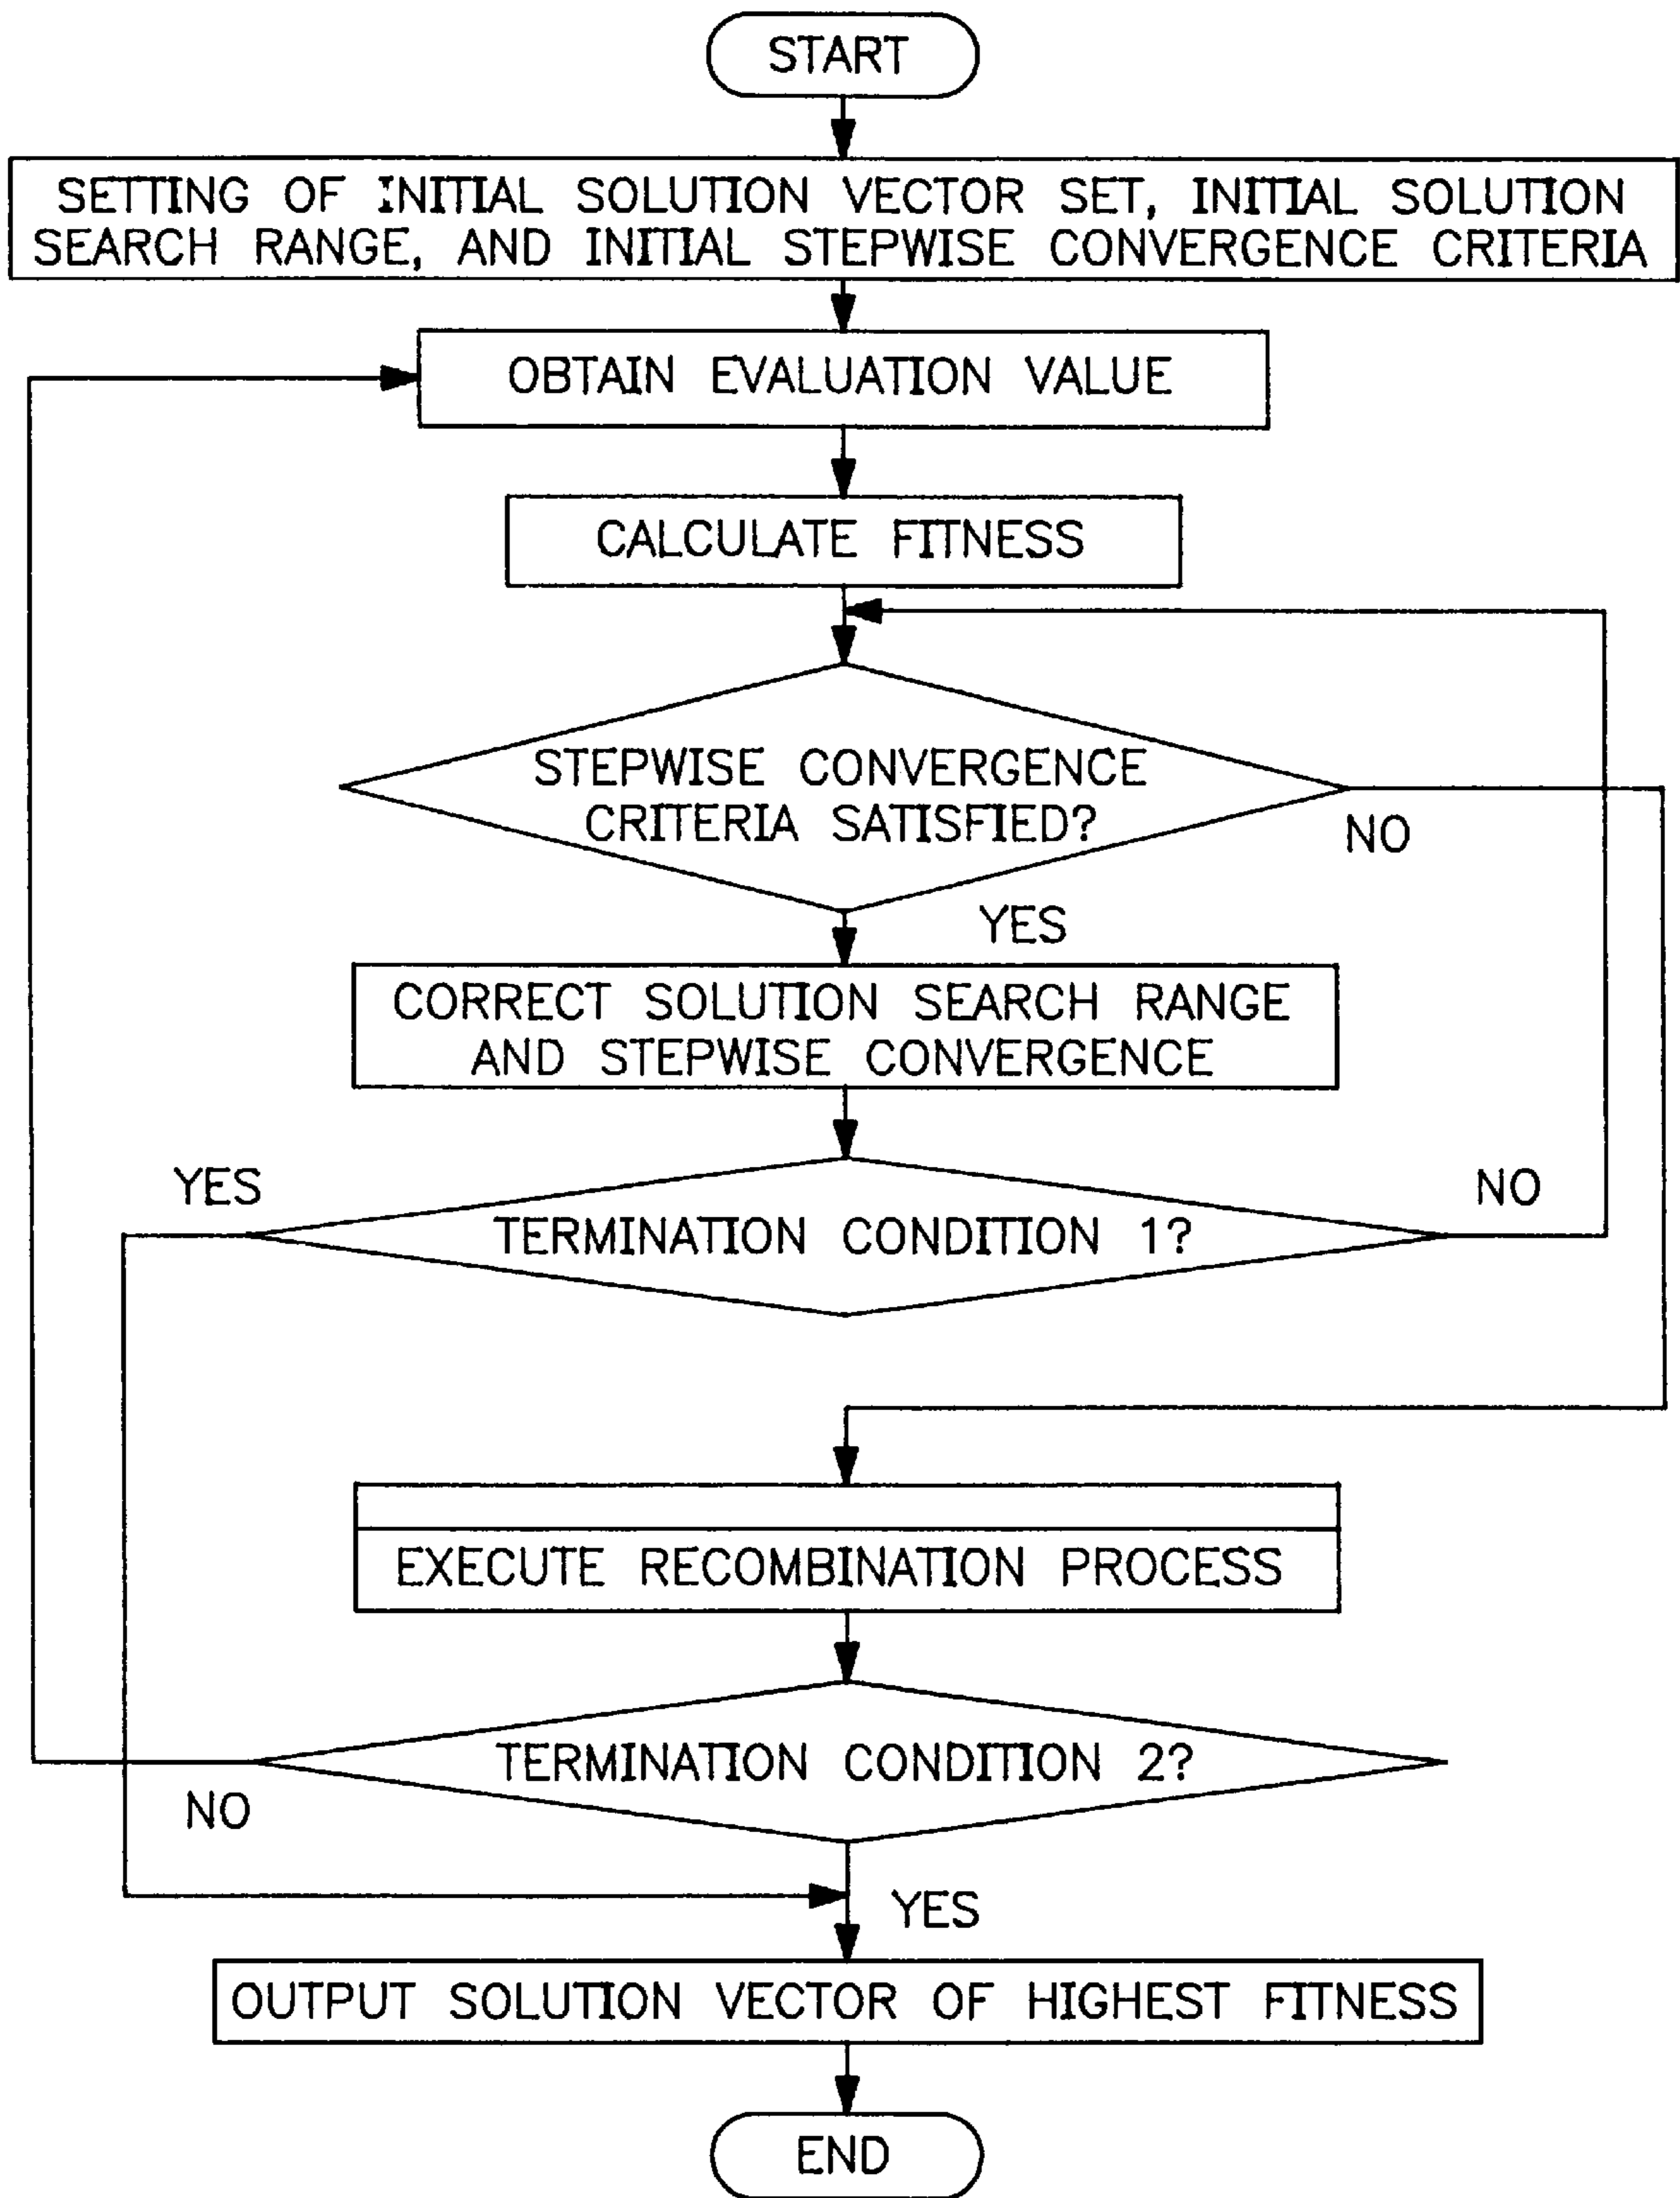 START
SETTING OF INITIAL SOLUTION VECTOR SET, INITIAL SOLUTION
SEARCH RANGE, AND INITIAL STEPWISE CONVERGENCE CRITERIA
OBTAIN EVALUATION VALUE
CALCULATE FITNESS
STEPWISE CONVERGENCE
CRITERIA SATISFIED?
NO
YES
CORRECT SOLUTION SEARCH RANGE
AND STEPWISE CONVERGENCE
YES
NO
TERMINATION CONDITION 1?
EXECUTE RECOMBINATION PROCESS
TERMINATION CONDITION 2?
NO
YES
OUTPUT SOLUTION VECTOR OF HIGHEST FITNESS
END